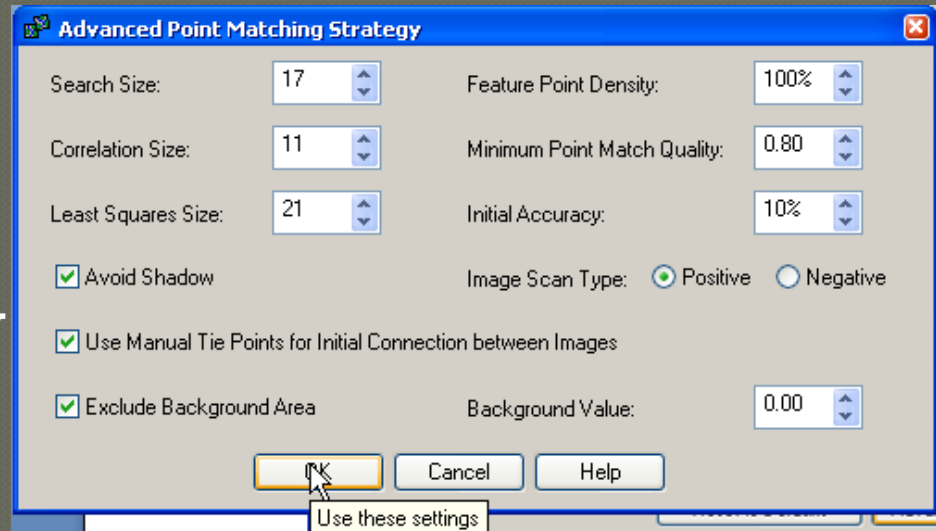 Advanced Point Matching Strategy
Search Size: 17 Feature Point Density: 100%
Correlation Size: 11 Minimum Point Match Quality: 0.80
Least Squares Size: 21 Initial Accuracy: 10%
Avoid Shadow Image Scan Type: Positive Negative
Use Manual Tie Points for Initial Connection between Images
Exclude Background Area Background Value: 0.00
OK Cancel Help
Use these settings